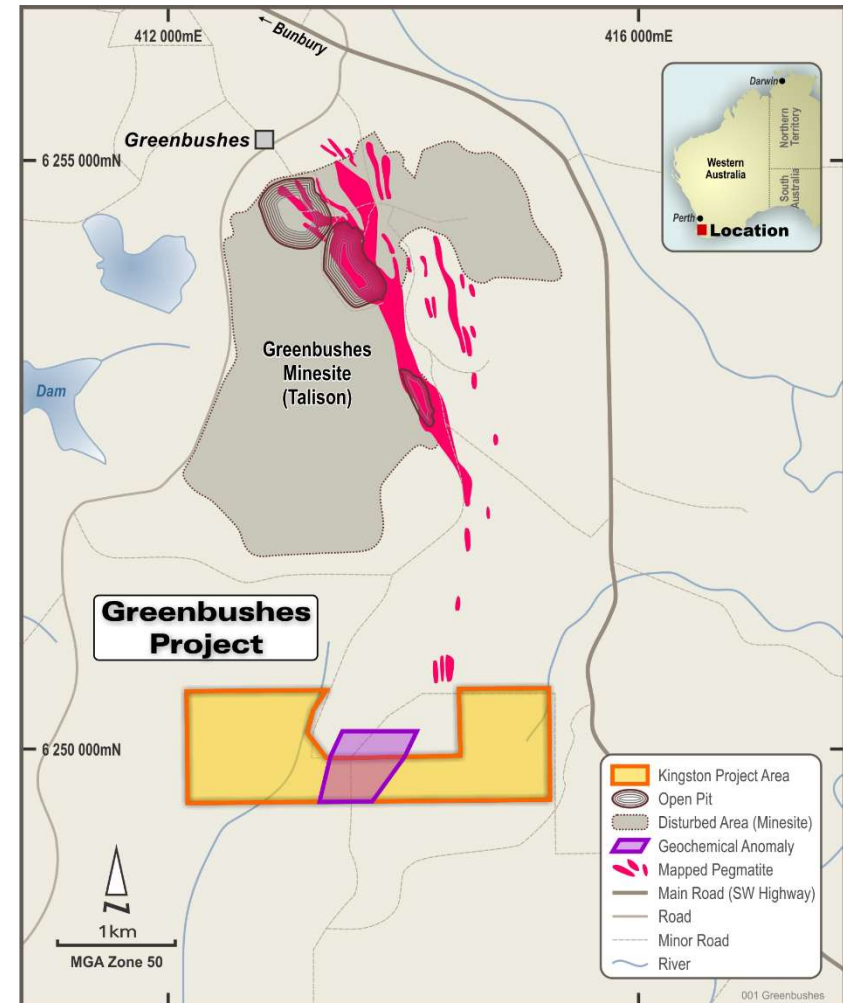 412 000mE
416 000mE
← Bunbury
Greenbushes
6 255 000mN
Darwin
Northern
Territory
Western
Australia
South
Australia
Perth
Location
Greenbushes
Minesite
(Talison)
Dam
Greenbushes
Project
6 250 000mN
Kingston Project Area
Open Pit
Disturbed Area (Minesite)
Geochemical Anomaly
Mapped Pegmatite
Main Road (SW Highway)
Road
Minor Road
River
N
1km
MGA Zone 50
001 Greenbushes